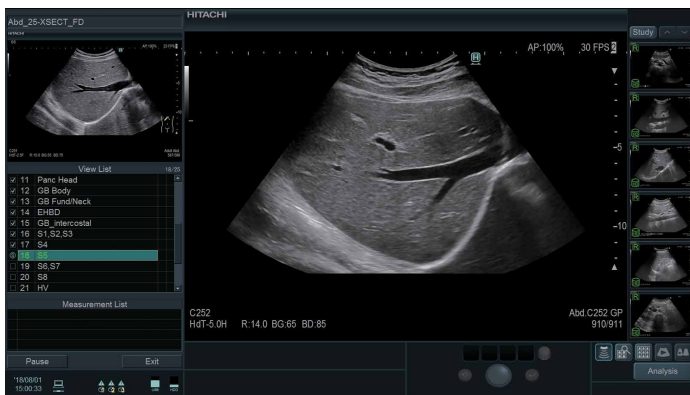 Abd_25-XSECT_FD
HITACHI
HITACHI
AP:100% 30 FPS
Study
-5
-10
C252
HdT-5.0H R:14.0 BG:65 BD:85
Abd.C252 GP
910/911
View List 18/25
11 Panc Head
12 GB Body
13 GB Fund/Neck
14 EHBD
15 GB_intercostal
16 S1,S2,S3
17 S4
18 S5
19 S6,S7
20 S8
21 HV
Measurement List
Pause Exit
'18/08/01
15:00:33
Analysis